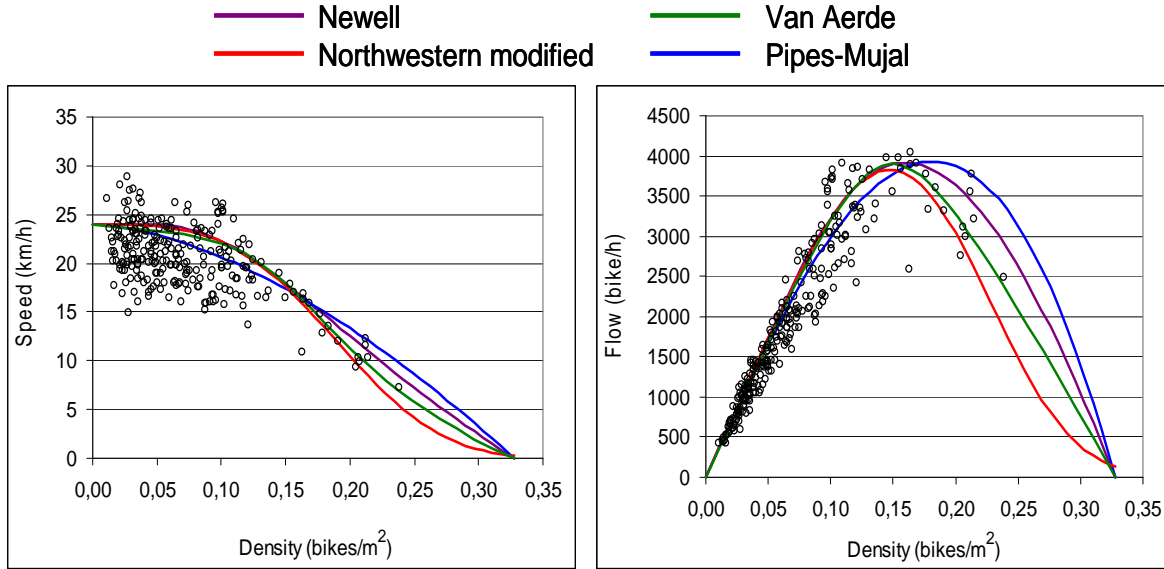 Newell
Van Aerde
Northwestern modified
Pipes-Mujal
35
30
25
20
15
10
5
0
Speed (km/h)
0,00 0,05 0,10 0,15 0,20 0,25 0,30 0,35
Density (bikes/m²)
4500
4000
3500
3000
2500
2000
1500
1000
500
0
Flow (bike/h)
0,00 0,05 0,10 0,15 0,20 0,25 0,30 0,35
Density (bikes/m²)